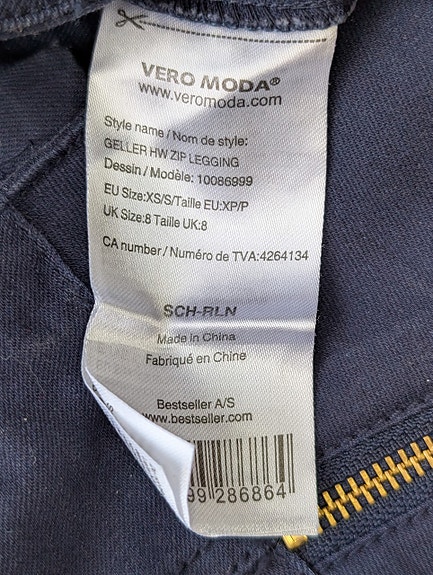 VERO MODA®
www.veromoda.com
Style name / Nom de style:
GELLER HW ZIP LEGGING
Dessin / Modèle: 10086999
EU Size:XS/S/Taille EU:XP/P
UK Size:8 Taille UK:8
CA number / Numéro de TVA:4264134
SCH-RLN
Made in China
Fabriqué en Chine
Bestseller A/S
www.bestseller.com
99 286864